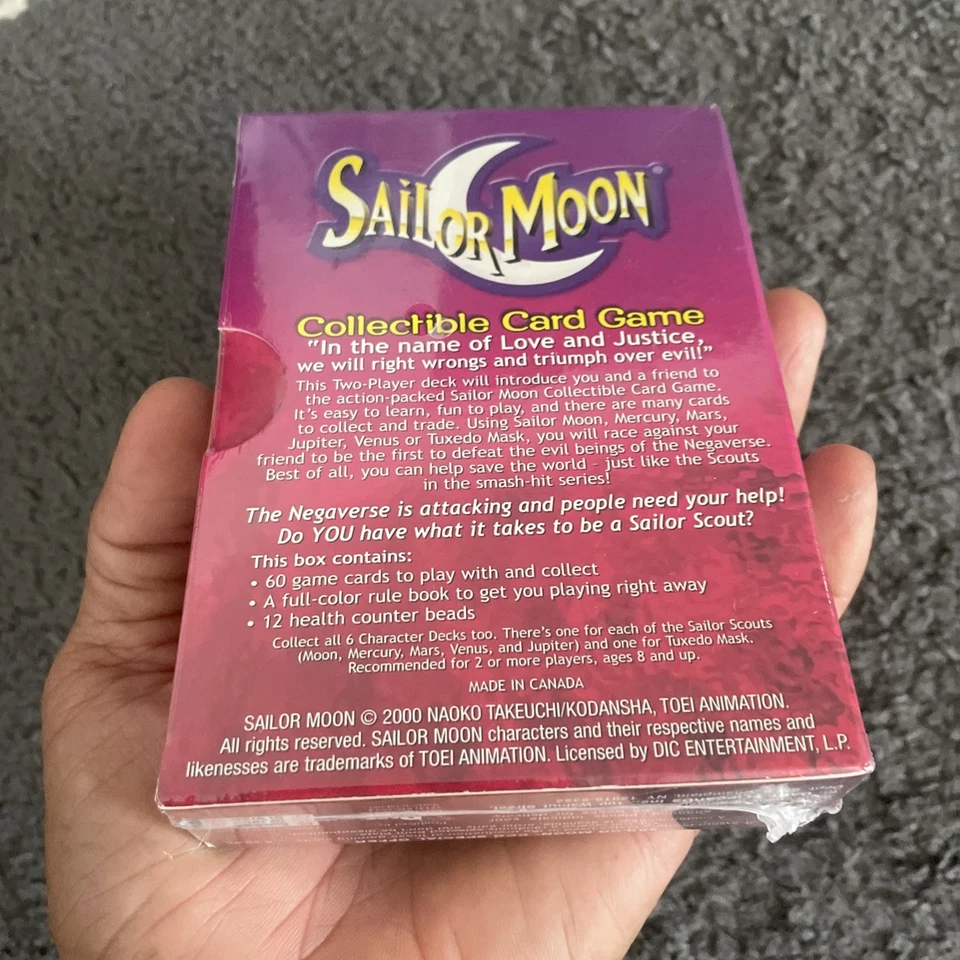 SAILOR MOON
Collectible Card Game
"In the name of Love and Justice,
we will right wrongs and triumph over evil!"
This Two-Player deck will introduce you and a friend to
the action-packed Sailor Moon Collectible Card Game.
It's easy to learn, fun to play, and there are many cards
to collect and trade. Using Sailor Moon, Mercury, Mars,
Jupiter, Venus or Tuxedo Mask, you will race against your
friend to be the first to defeat the evil beings of the Negaverse.
Best of all, you can help save the world - just like the Scouts
in the smash-hit series!
The Negaverse is attacking and people need your help!
Do YOU have what it takes to be a Sailor Scout?
This box contains:
• 60 game cards to play with and collect
• A full-color rule book to get you playing right away
• 12 health counter beads
Collect all 6 Character Decks too. There's one for each of the Sailor Scouts
(Moon, Mercury, Mars, Venus, and Jupiter) and one for Tuxedo Mask.
Recommended for 2 or more players, ages 8 and up.
MADE IN CANADA
SAILOR MOON © 2000 NAOKO TAKEUCHI/KODANSHA, TOEI ANIMATION.
All rights reserved. SAILOR MOON characters and their respective names and
likenesses are trademarks of TOEI ANIMATION. Licensed by DIC ENTERTAINMENT, L.P.